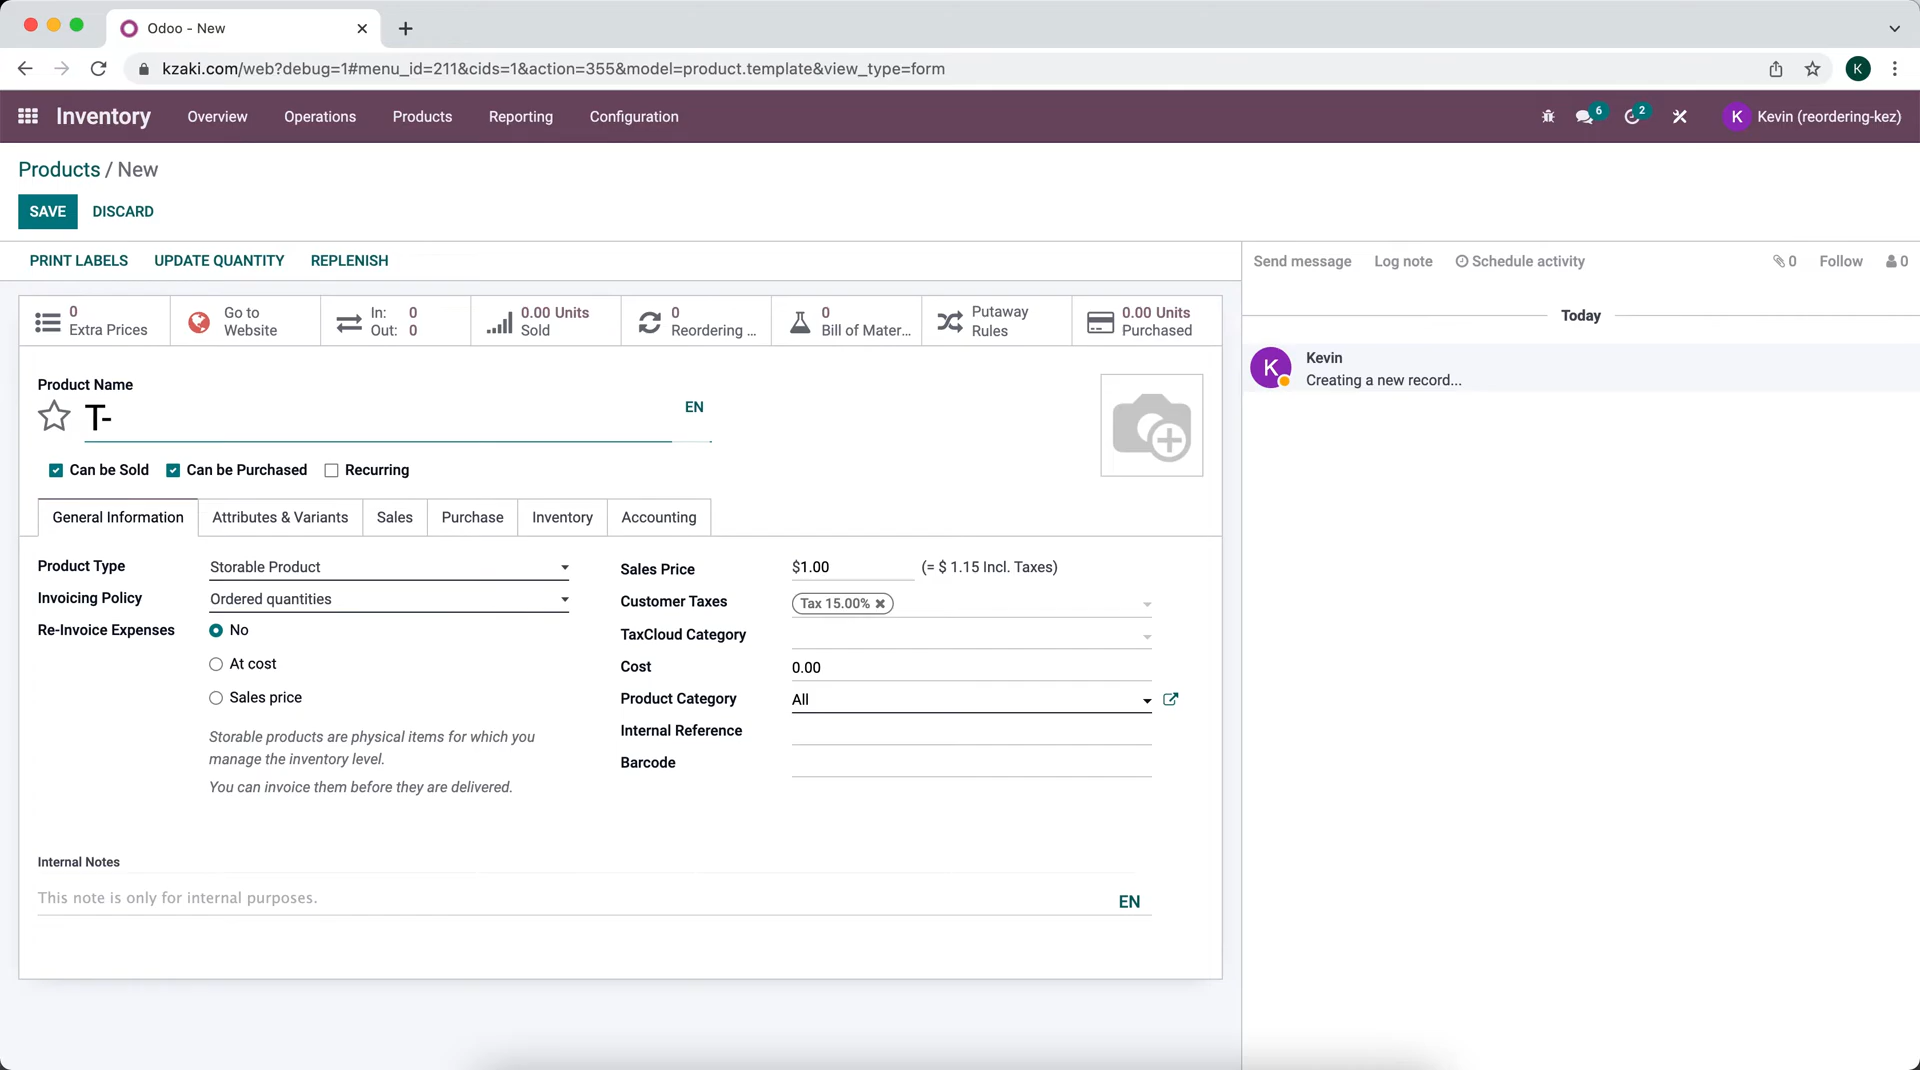 Odoo - New
kzaki.com/web?debug=1#menu_id=211&cids=1&action=355&model=product.template&view_type=form
K
Inventory Overview Operations Products Reporting Configuration
6 2 K Kevin (reordering-kez)
Products / New
SAVE DISCARD
PRINT LABELS UPDATE QUANTITY REPLENISH
Send message Log note Schedule activity 0 Follow 0
0
Extra Prices
Go to
Website
In: 0
Out: 0
0.00 Units
Sold
0
Reordering ...
0
Bill of Mater...
Putaway
Rules
0.00 Units
Purchased
Today
K
Kevin
Creating a new record...
Product Name
T-
EN
Can be Sold Can be Purchased Recurring
General Information Attributes & Variants Sales Purchase Inventory Accounting
Product Type Storable Product
Invoicing Policy Ordered quantities
Re-Invoice Expenses No
At cost
Sales price
Storable products are physical items for which you
manage the inventory level.
You can invoice them before they are delivered.
Sales Price $1.00 (= $ 1.15 Incl. Taxes)
Customer Taxes Tax 15.00%
TaxCloud Category
Cost 0.00
Product Category All
Internal Reference
Barcode
Internal Notes
This note is only for internal purposes.
EN